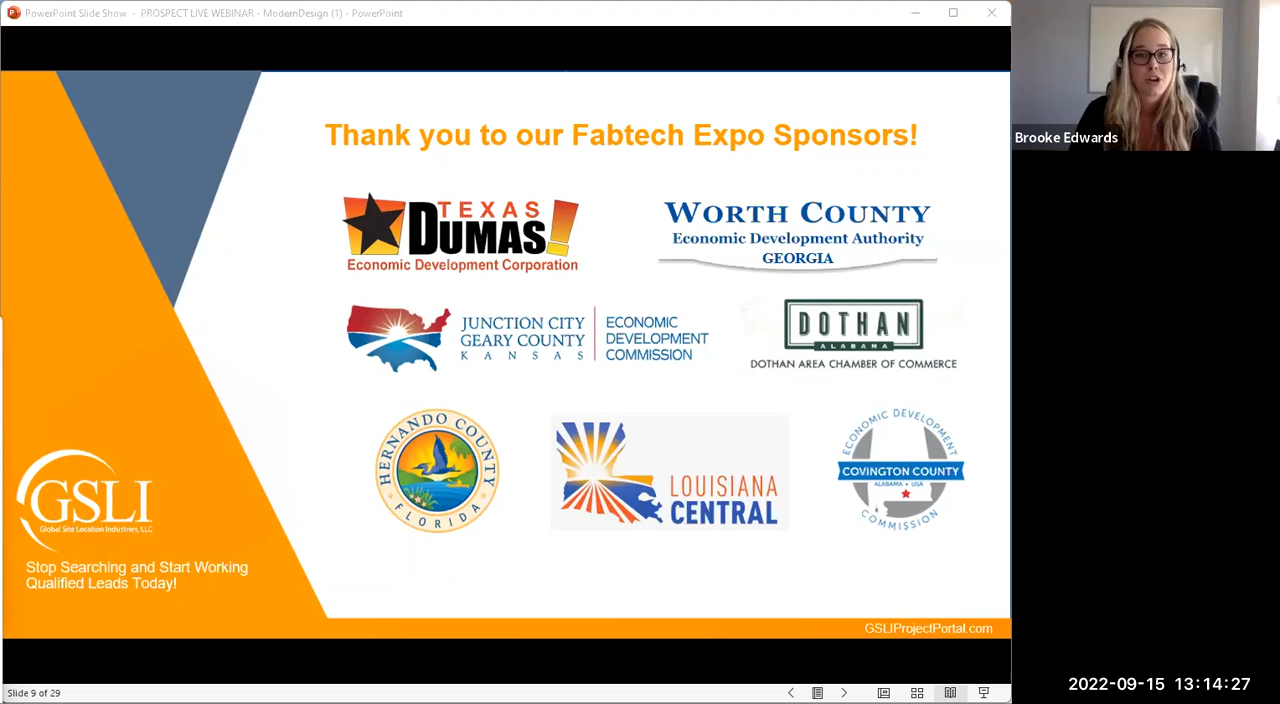 PowerPoint Slide Show - PROSPECT LIVE WEBINAR - ModernDesign (1) - PowerPoint
Brooke Edwards
Thank you to our Fabtech Expo Sponsors!
TEXAS
DUMAS!
Economic Development Corporation
WORTH COUNTY
Economic Development Authority
GEORGIA
JUNCTION CITY
GEARY COUNTY
KANSAS
ECONOMIC
DEVELOPMENT
COMMISSION
DOTHAN
ALABAMA
DOTHAN AREA CHAMBER OF COMMERCE
HERNANDO COUNTY
FLORIDA
LOUISIANA
CENTRAL
ECONOMIC DEVELOPMENT
COVINGTON COUNTY
ALABAMA • USA
COMMISSION
GSLI
Global Site Location Industries, LLC
Stop Searching and Start Working
Qualified Leads Today!
GSLIProjectPortal.com
Slide 9 of 29
2022-09-15 13:14:27